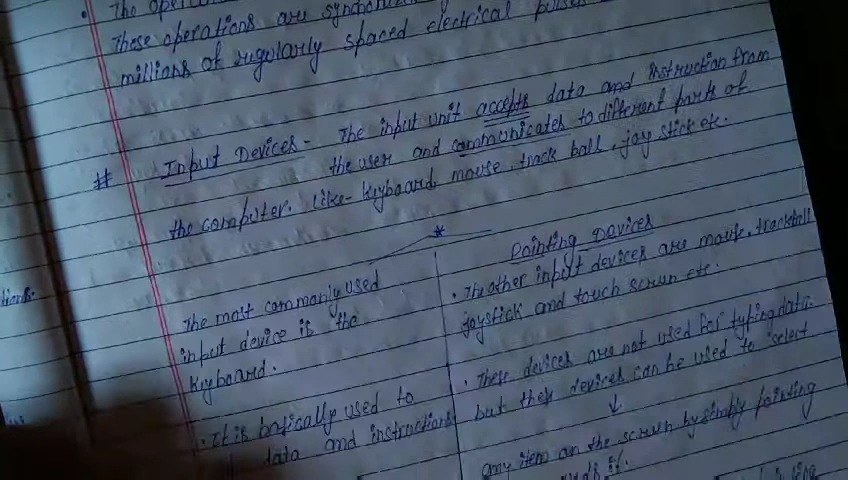 The
These operations are
millions of regularly spaced electrical pulses
# Input Devices - The input unit accepts data and instruction from
the user and communicates to different parts of
the computer. Like - Keyboard, mouse, track ball, joy stick etc.
*
The most commonly used
input device is the
keyboard.
• It is basically used to
data and instructions
Pointing Devices
• The other input devices are mouse, trackball
joystick and touch screen etc.
• These devices are not used for typing data.
but these devices can be used to select
↓
any item on the screen by simply pointing
it.